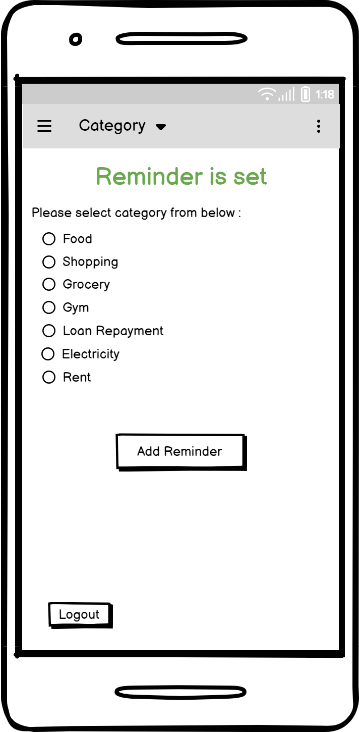 1:18
Category
Reminder is set
Please select category from below :
Food
Shopping
Grocery
Gym
Loan Repayment
Electricity
Rent
Add Reminder
Logout